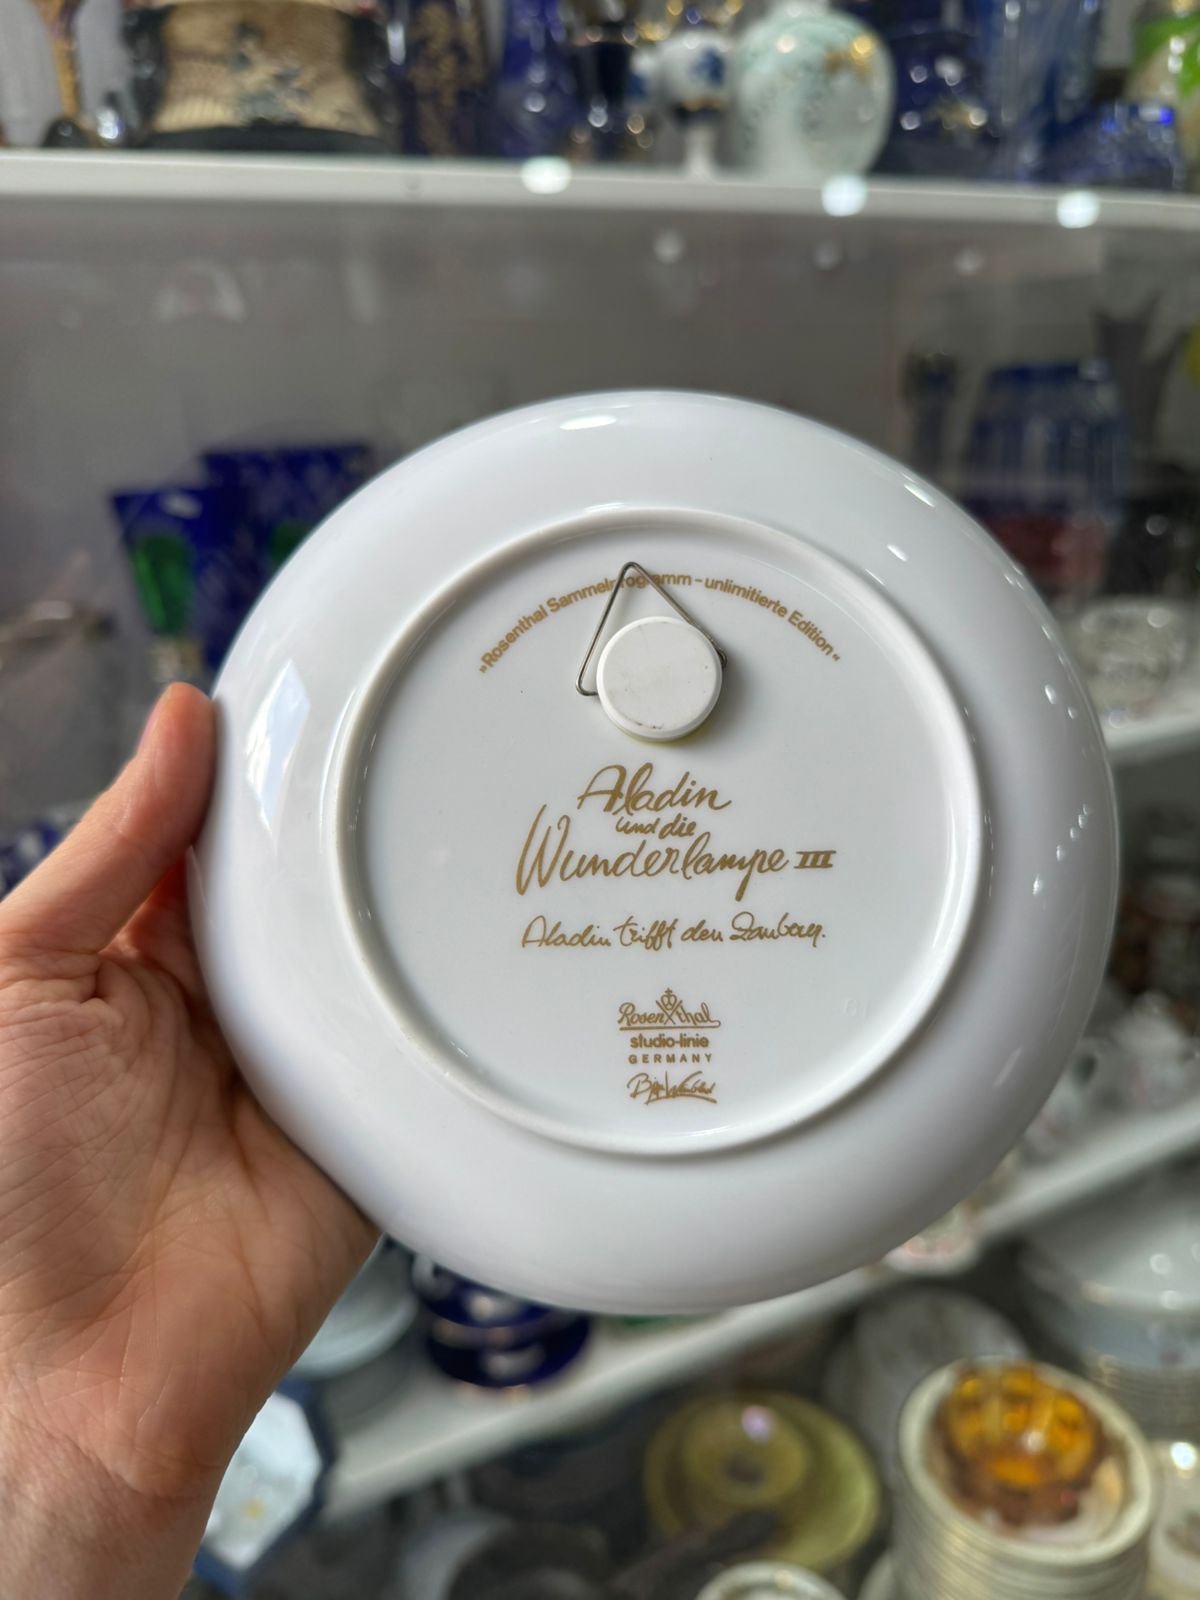 „Rosenthal Sammelprogramm - unlimitierte Edition“
Aladin
und die
Wunderlampe III
Aladin trifft den Zauberer.
Rosenthal
studio-linie
GERMANY